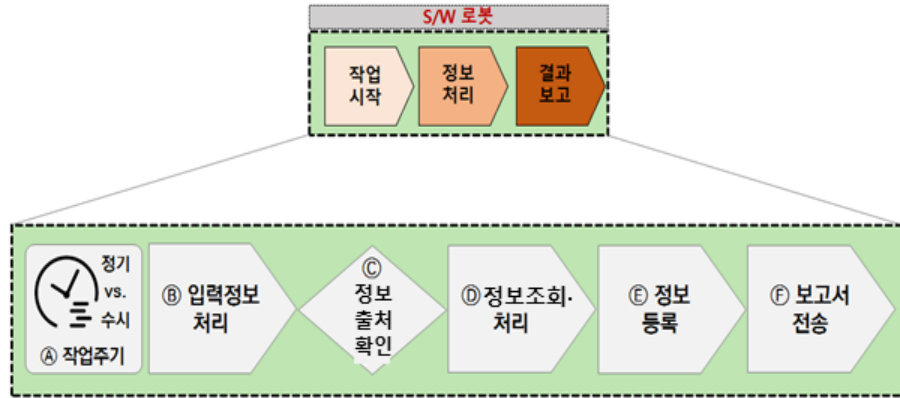 S/W 로봇
작업
시작
정보
처리
결과
보고
정기
vs.
수시
Ⓐ 작업주기
Ⓑ 입력정보
처리
Ⓒ
정보
출처
확인
Ⓓ 정보조회·
처리
Ⓔ 정보
등록
Ⓕ 보고서
전송